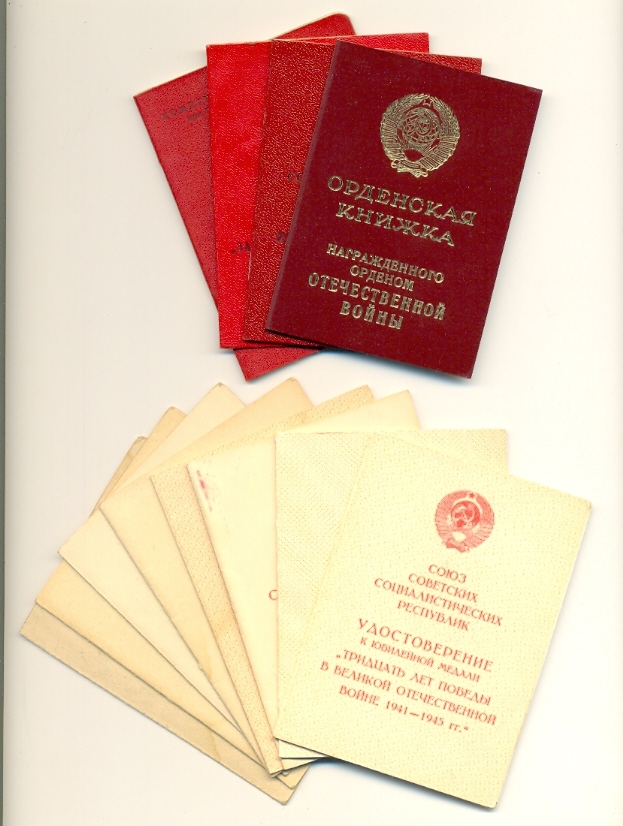 ОРДЕНСКАЯ
КНИЖКА
НАГРАЖДЕННОГО
ОРДЕНОМ
ОТЕЧЕСТВЕННОЙ
ВОЙНЫ
СОЮЗ
СОВЕТСКИХ
СОЦИАЛИСТИЧЕСКИХ
РЕСПУБЛИК
УДОСТОВЕРЕНИЕ
К ЮБИЛЕЙНОЙ МЕДАЛИ
„ТРИДЦАТЬ ЛЕТ ПОБЕДЫ
В ВЕЛИКОЙ ОТЕЧЕСТВЕННОЙ
ВОЙНЕ 1941—1945 гг.“